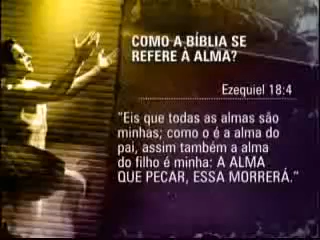 COMO A BÍBLIA SE
REFERE À ALMA?
Ezequiel 18:4
"Eis que todas as almas são
minhas; como o é a alma do
pai, assim também a alma
do filho é minha: A ALMA
QUE PECAR, ESSA MORRERÁ."